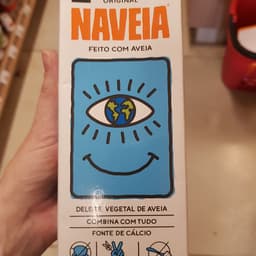 ORIGINAL
NAVEIA
FEITO COM AVEIA
DELEITE VEGETAL DE AVEIA
COMBINA COM TUDO
FONTE DE CÁLCIO